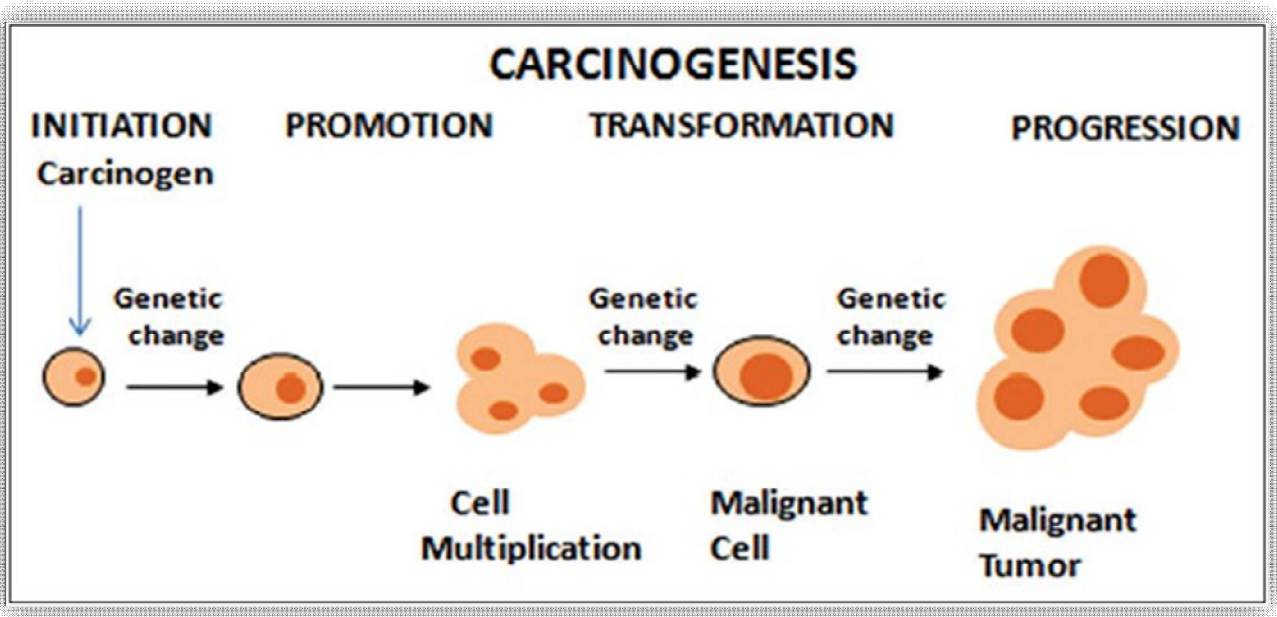 CARCINOGENESIS
INITIATION
PROMOTION
TRANSFORMATION
PROGRESSION
Carcinogen
Genetic
change
Genetic
change
Genetic
change
Cell
Multiplication
Malignant
Cell
Malignant
Tumor